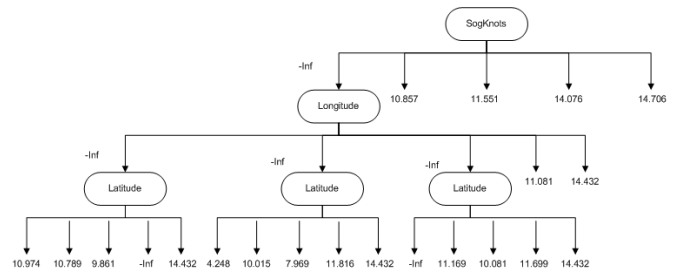 SogKnots
-Inf
10.857 11.551 14.076 14.706
Longitude
-Inf -Inf -Inf
11.081 14.432
Latitude Latitude Latitude
10.974 10.789 9.861 -Inf 14.432 4.248 10.015 7.969 11.816 14.432 -Inf 11.169 10.081 11.699 14.432